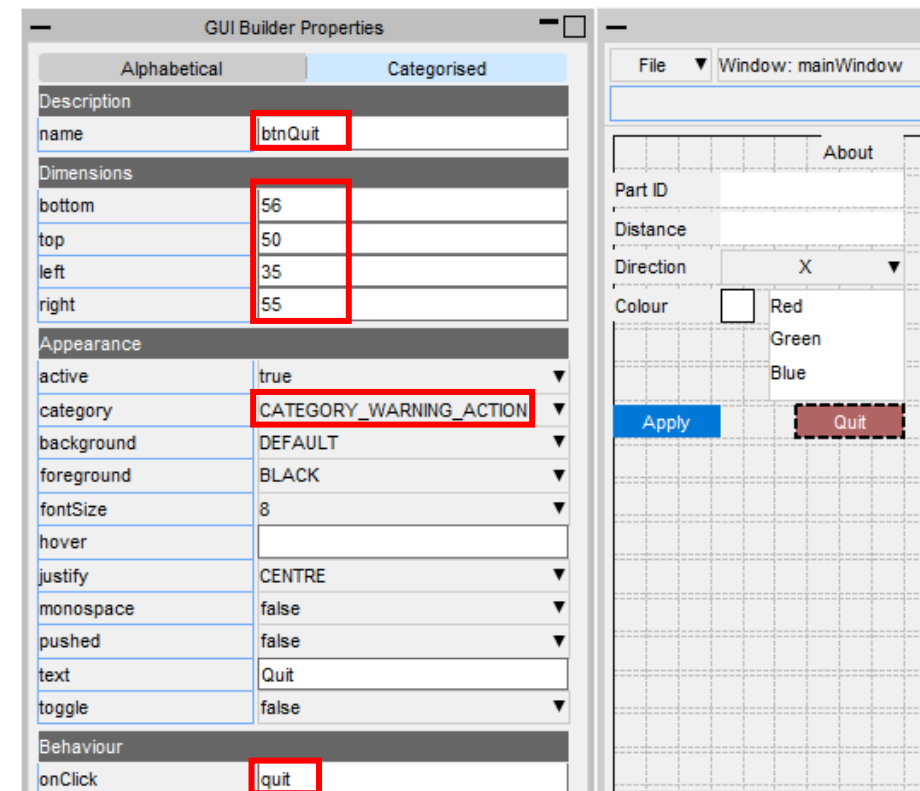 GUI Builder Properties
Alphabetical Categorised
Description
name btnQuit
Dimensions
bottom 56
top 50
left 35
right 55
Appearance
active true
category CATEGORY_WARNING_ACTION
background DEFAULT
foreground BLACK
fontSize 8
hover
justify CENTRE
monospace false
pushed false
text Quit
toggle false
Behaviour
onClick quit
File Window: mainWindow
About
Part ID
Distance
Direction X
Colour Red
Green
Blue
Apply Quit